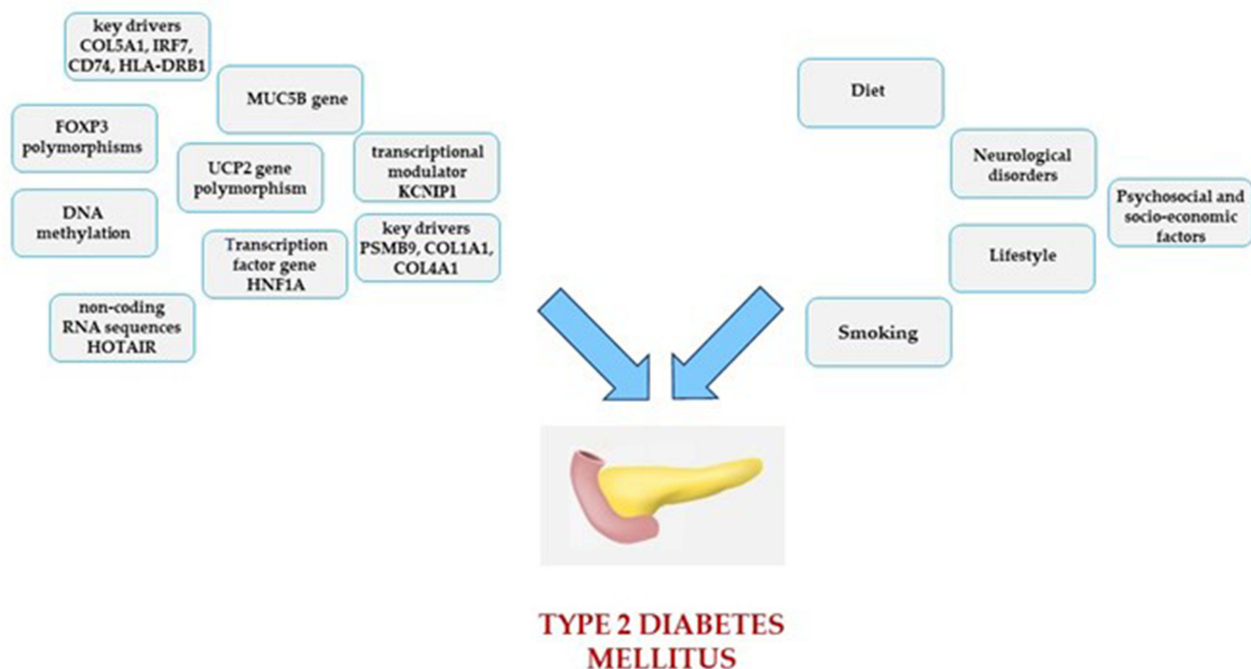 key drivers
COL5A1, IRF7,
CD74, HLA-DRB1
MUC5B gene
FOXP3
polymorphisms
UCP2 gene
polymorphism
transcriptional
modulator
KCNIP1
DNA
methylation
Transcription
factor gene
HNF1A
key drivers
PSMB9, COL1A1,
COL4A1
non-coding
RNA sequences
HOTAIR
Diet
Neurological
disorders
Psychosocial and
socio-economic
factors
Lifestyle
Smoking
TYPE 2 DIABETES
MELLITUS